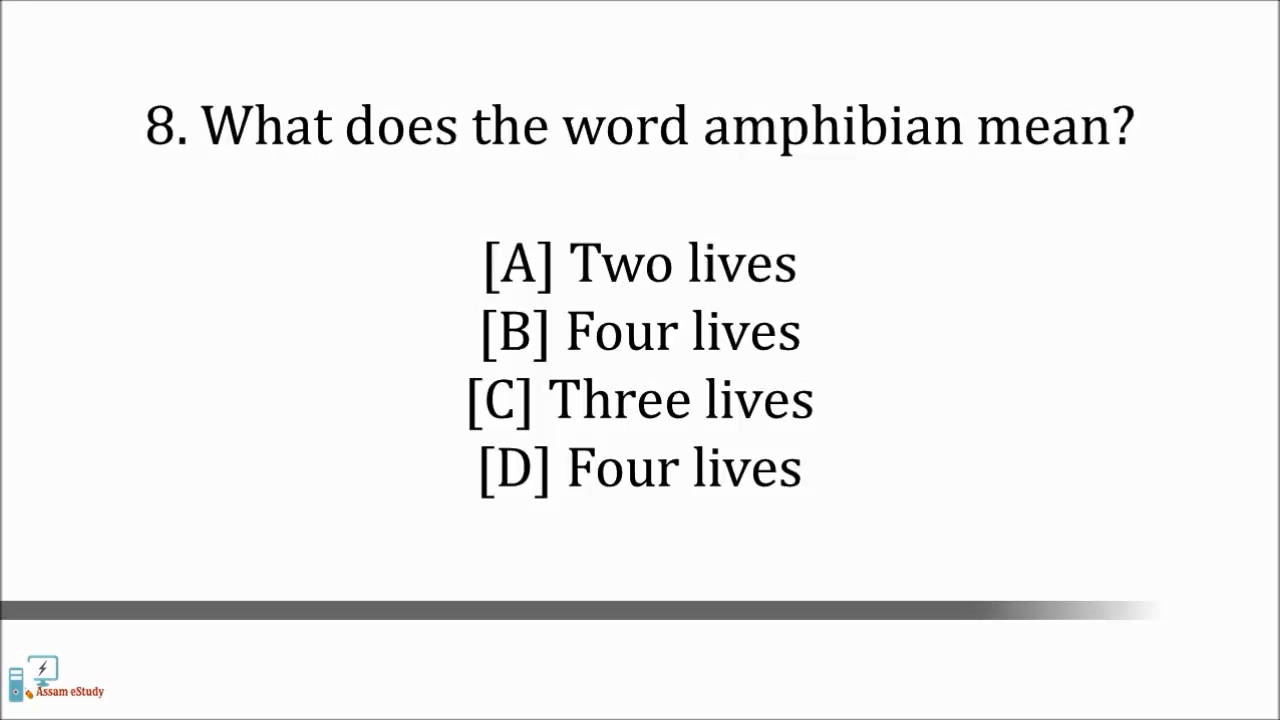 8. What does the word amphibian mean?
[A] Two lives
[B] Four lives
[C] Three lives
[D] Four lives
Assam eStudy